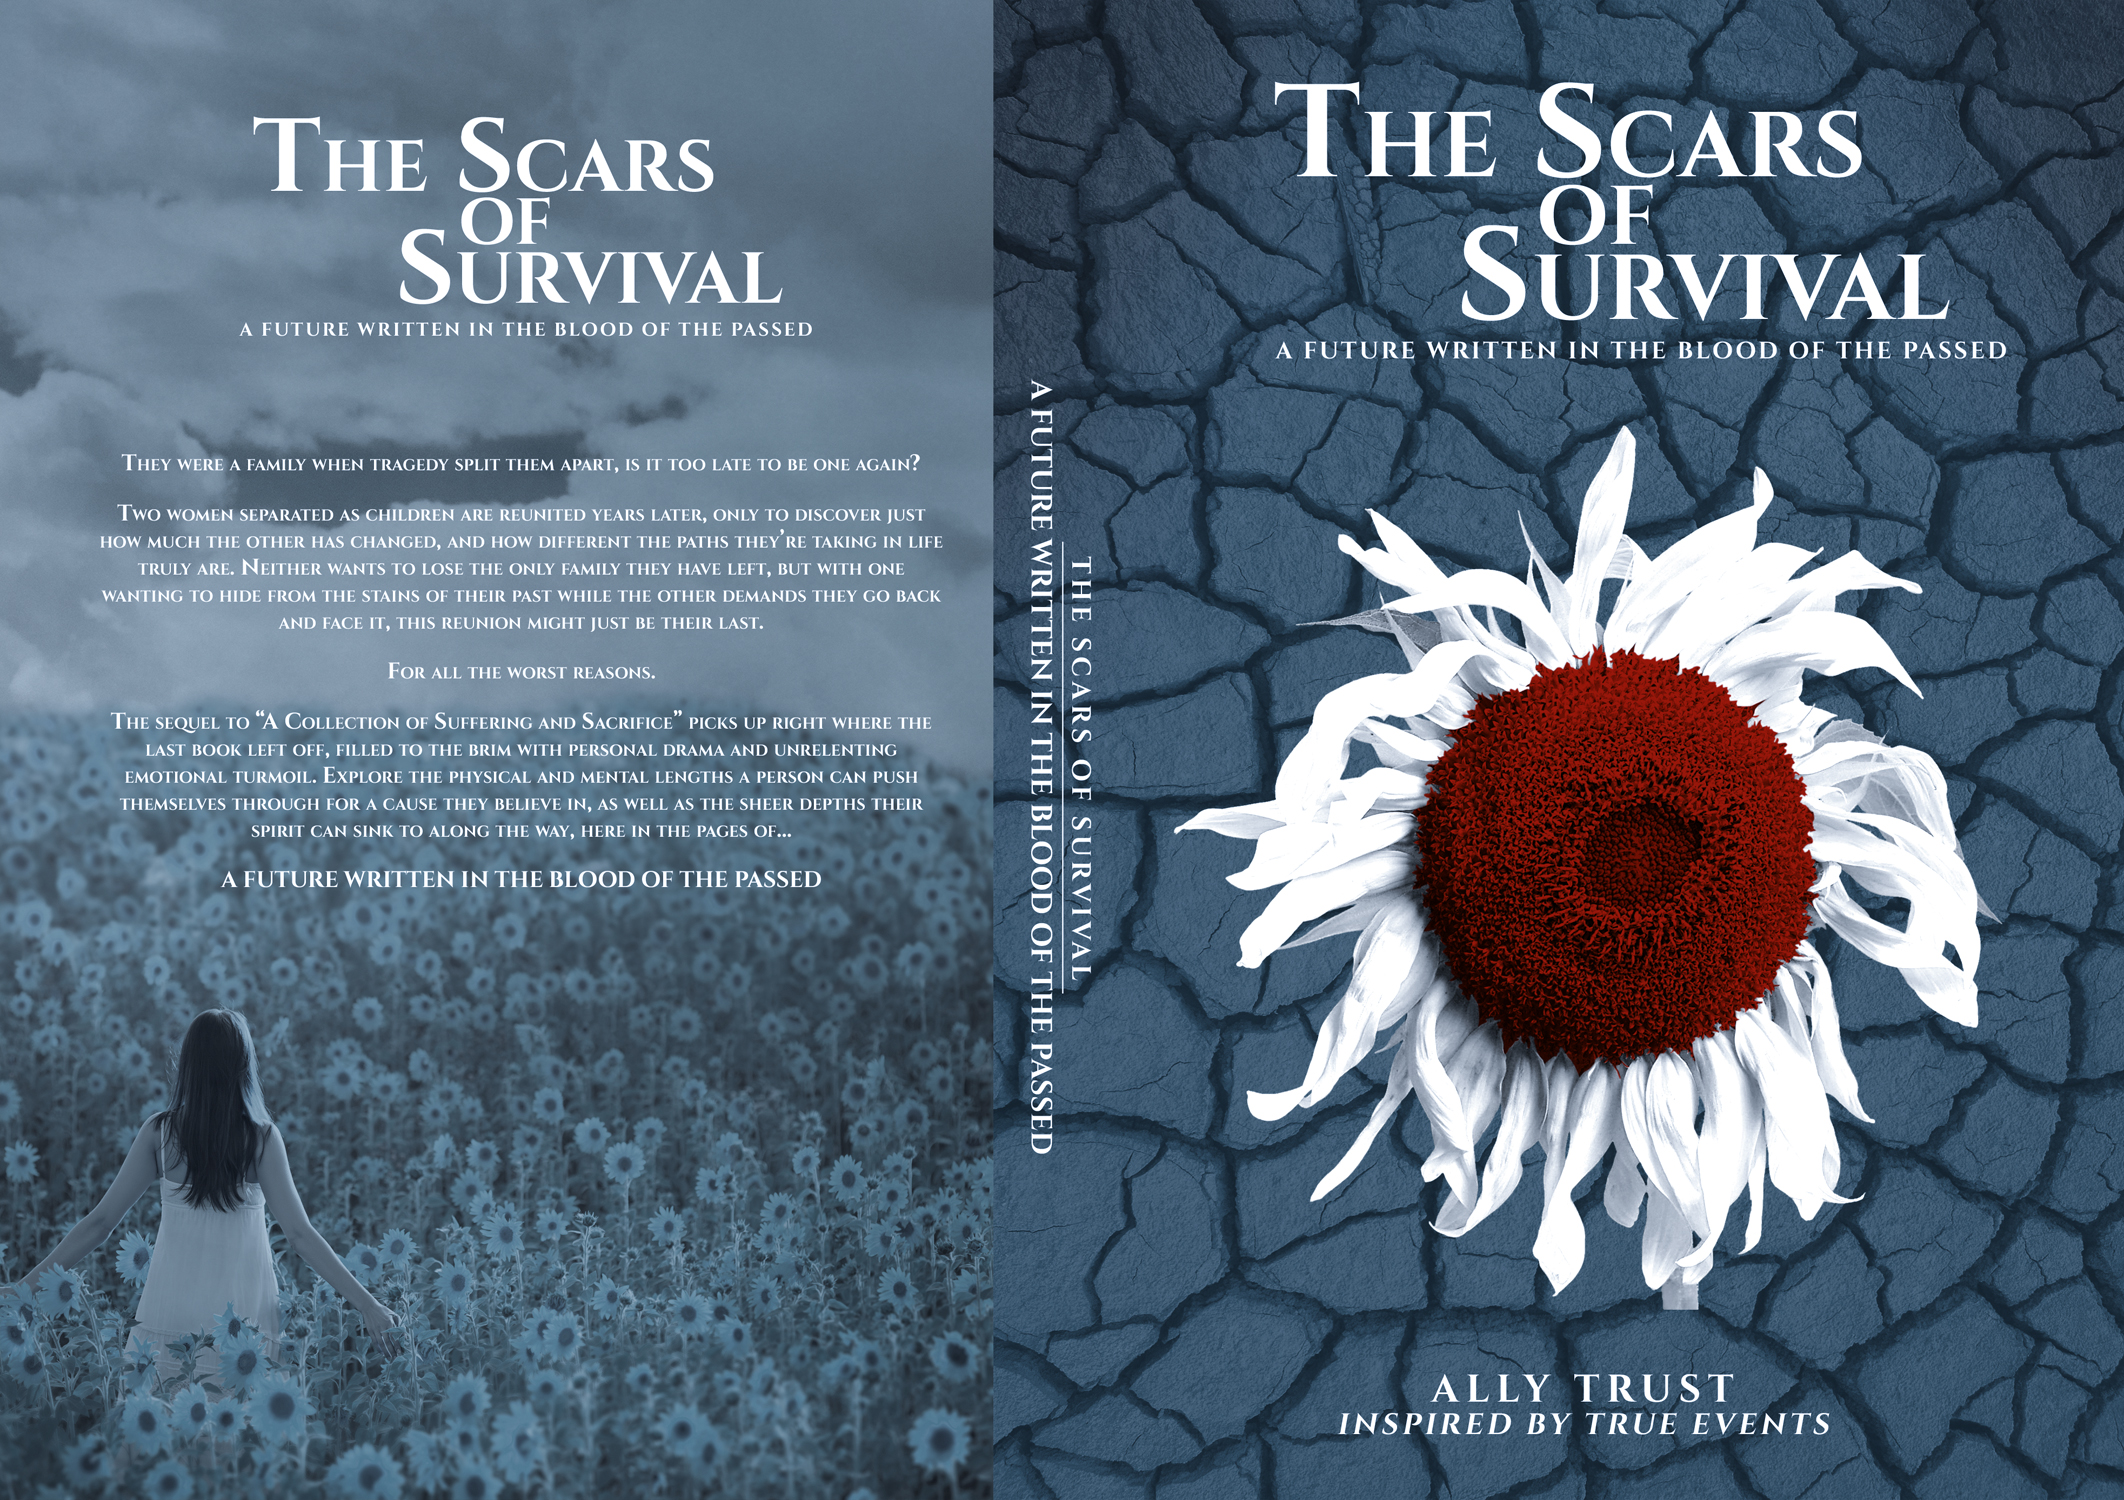 The Scars
of
Survival
A FUTURE WRITTEN IN THE BLOOD OF THE PASSED
They were a family when tragedy split them apart, is it too late to be one again?
Two women separated as children are reunited years later, only to discover just
how much the other has changed, and how different the paths they're taking in life
truly are. Neither wants to lose the only family they have left, but with one
wanting to hide from the stains of their past while the other demands they go back
and face it, this reunion might just be their last.
For all the worst reasons.
The sequel to “A Collection of Suffering and Sacrifice” picks up right where the
last book left off, filled to the brim with personal drama and unrelenting
emotional turmoil. Explore the physical and mental lengths a person can push
themselves through for a cause they believe in, as well as the sheer depths their
spirit can sink to along the way, here in the pages of...
A FUTURE WRITTEN IN THE BLOOD OF THE PASSED
THE SCARS OF SURVIVAL
A FUTURE WRITTEN IN THE BLOOD OF THE PASSED
The Scars
of
Survival
A FUTURE WRITTEN IN THE BLOOD OF THE PASSED
ALLY TRUST
INSPIRED BY TRUE EVENTS